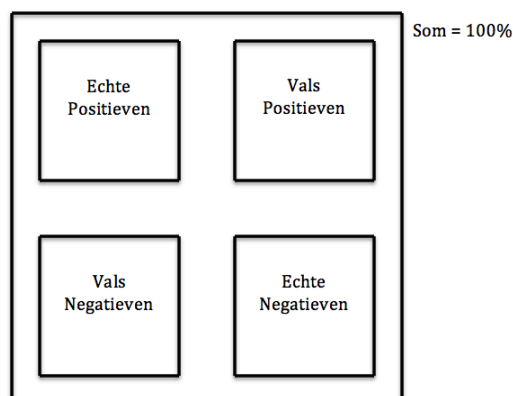 Som = 100%
Echte
Positieven
Vals
Positieven
Vals
Negatieven
Echte
Negatieven